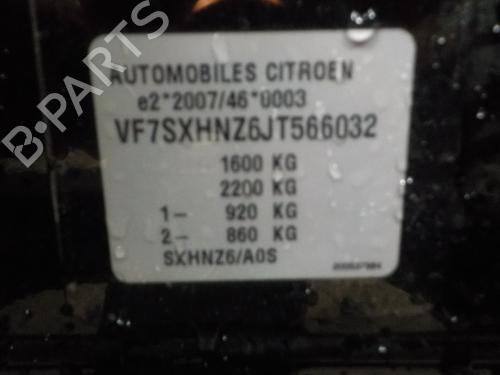 AUTOMOBILES CITROEN
e2*2007/46*0003
VF7SXHNZ6JT566032
1600 KG
2200 KG
1- 920 KG
2- 860 KG
SXHNZ6/A0S